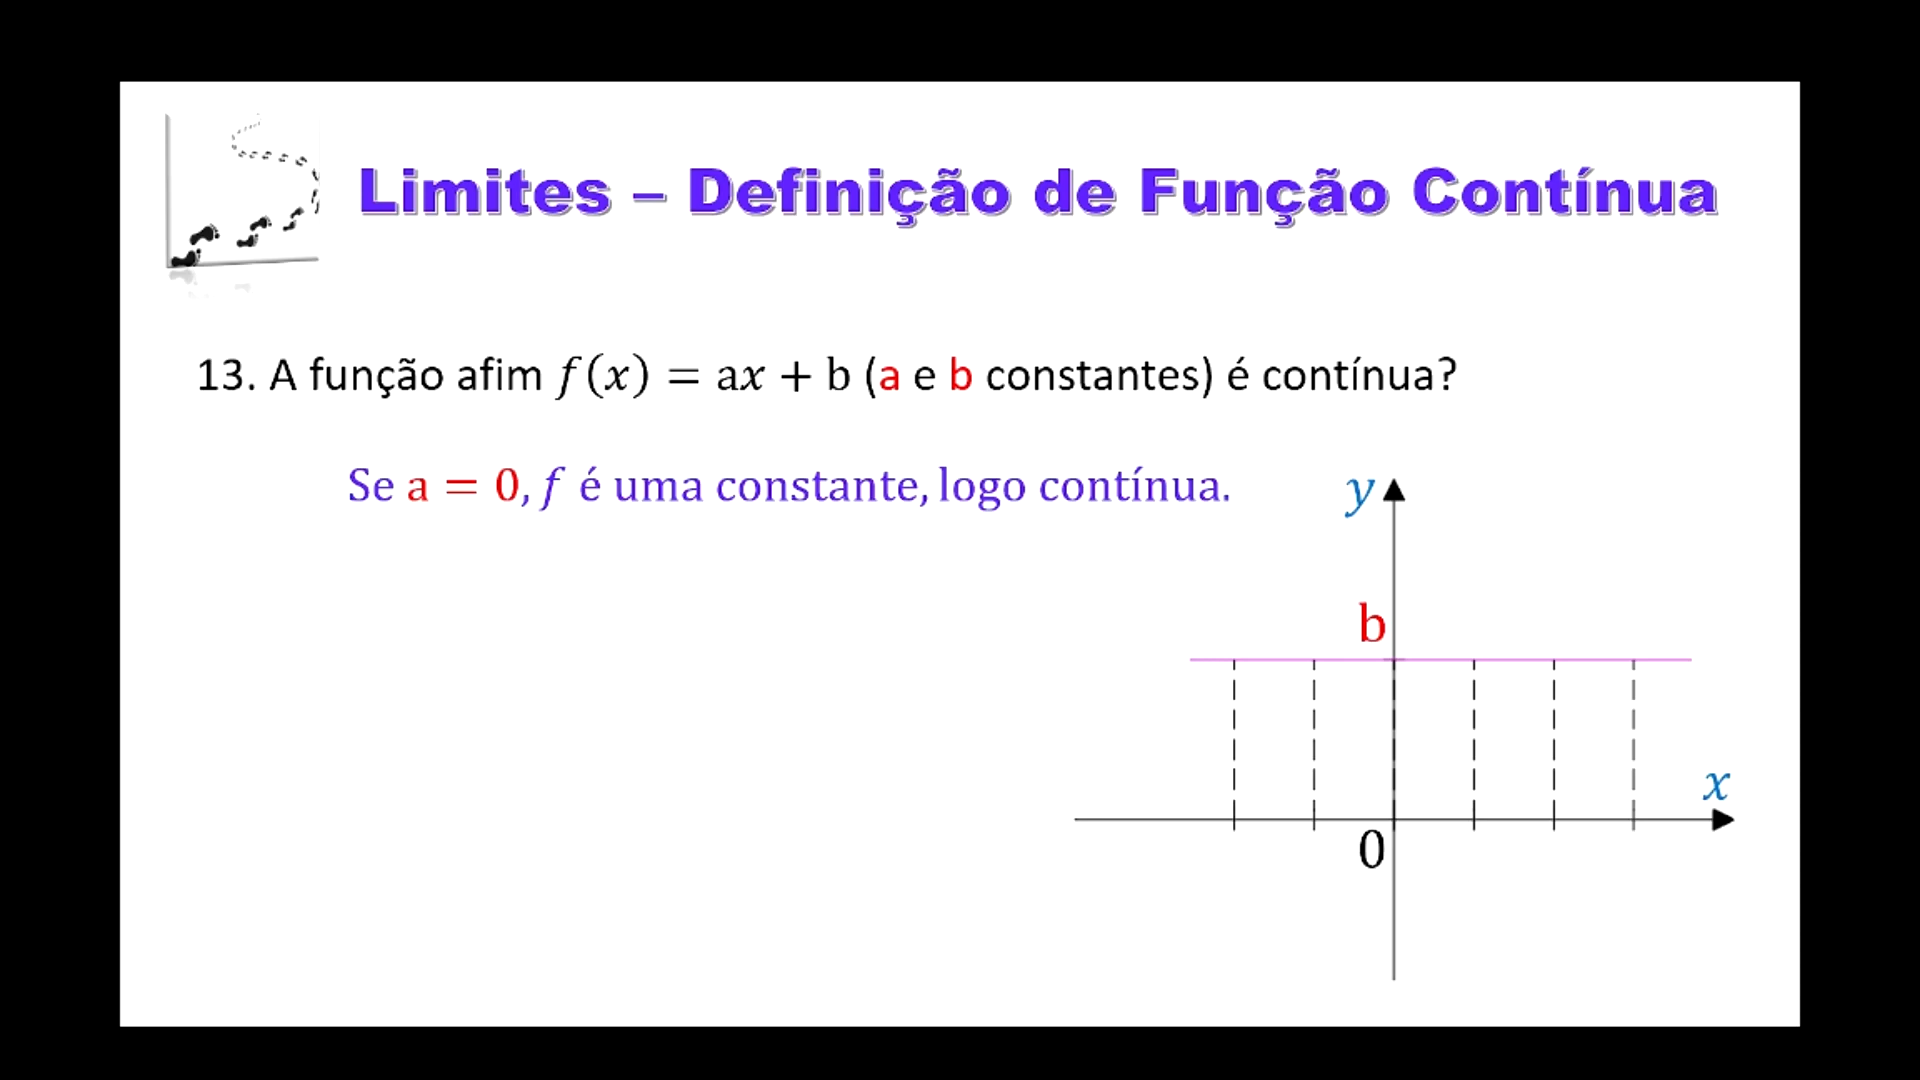 Limites – Definição de Função Contínua
13. A função afim f(x) = ax + b (a e b constantes) é contínua?
Se a = 0, f é uma constante, logo contínua.
y
b
x
0